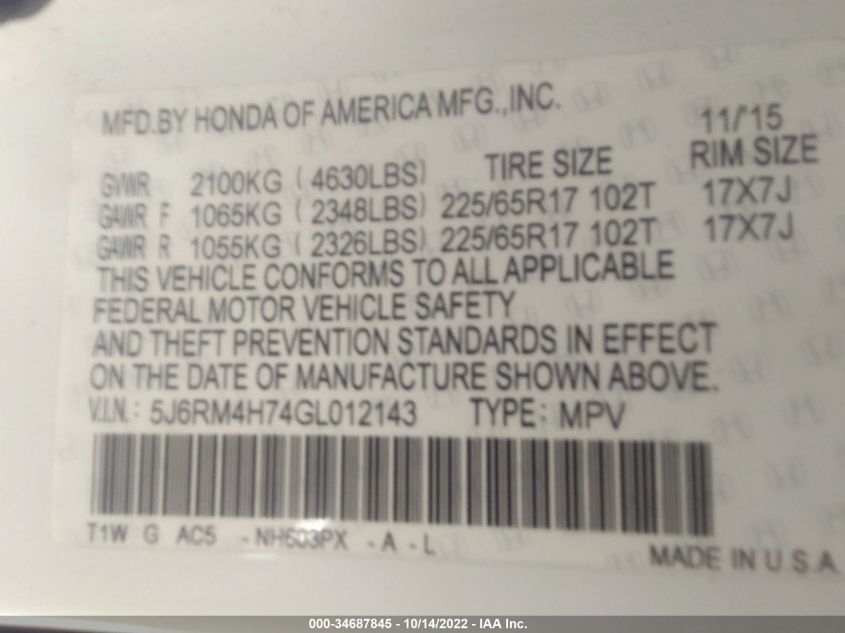 MFD.BY HONDA OF AMERICA MFG.,INC.
11/'15
GVWR 2100KG ( 4630LBS) TIRE SIZE RIM SIZE
GAWR F 1065KG ( 2348LBS) 225/65R17 102T 17X7J
GAWR R 1055KG ( 2326LBS) 225/65R17 102T 17X7J
THIS VEHICLE CONFORMS TO ALL APPLICABLE
FEDERAL MOTOR VEHICLE SAFETY
AND THEFT PREVENTION STANDARDS IN EFFECT
ON THE DATE OF MANUFACTURE SHOWN ABOVE.
V.I.N.: 5J6RM4H74GL012143 TYPE: MPV
T1W G AC5 -NH603PX -A -L
MADE IN U.S.A
000-34687845 - 10/14/2022 - IAA Inc.